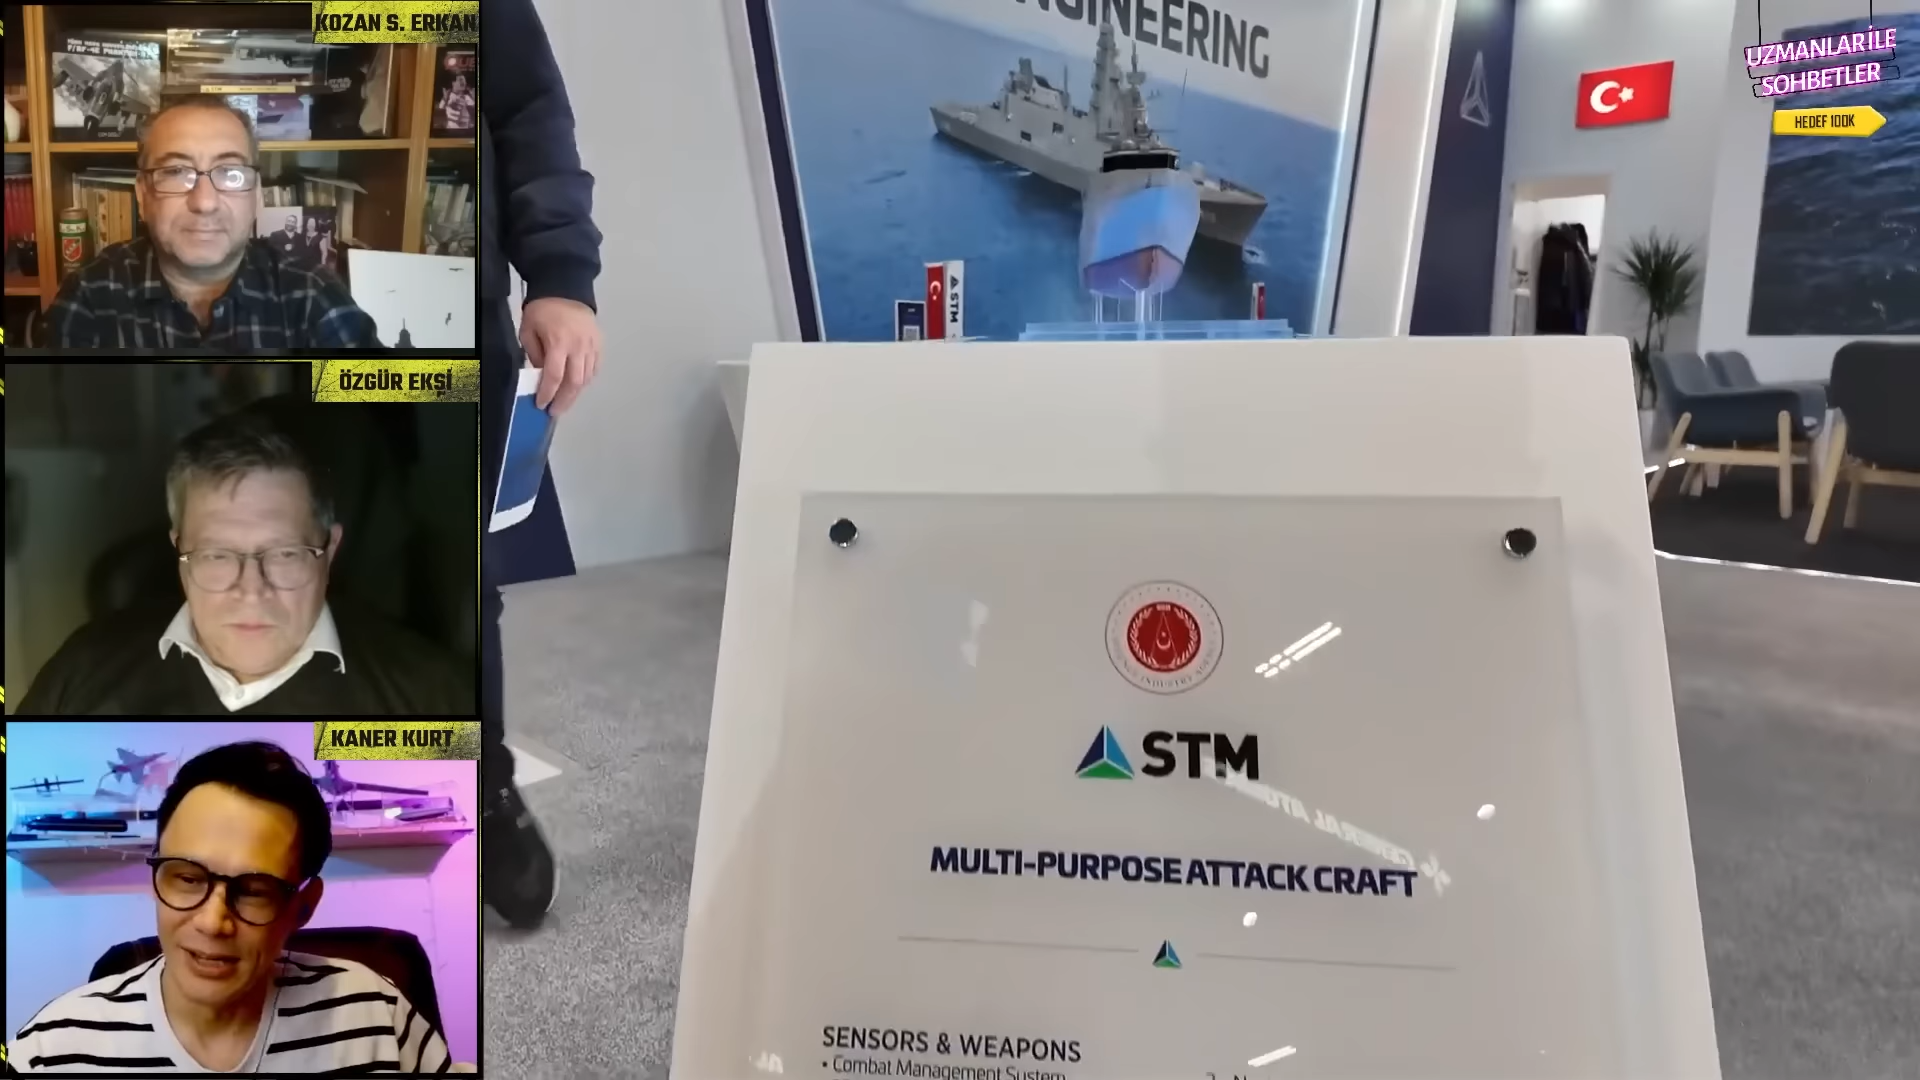 KOZAN S. ERKAN
ÖZGÜR EKŞİ
KANER KURT
NGINEERING
UZMANLAR İLE
SOHBETLER
HEDEF 100K
STM
STM
MULTI-PURPOSE ATTACK CRAFT
SENSORS & WEAPONS
• Combat Management System